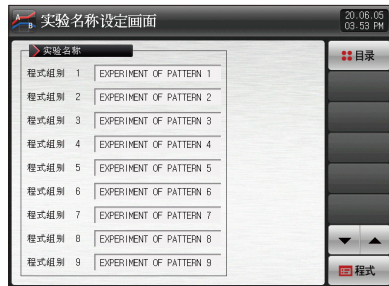 A B 实验名称设定画面
20.06.05
03-53 PM
实验名称
目录
程式组别 1 EXPERIMENT OF PATTERN 1
程式组别 2 EXPERIMENT OF PATTERN 2
程式组别 3 EXPERIMENT OF PATTERN 3
程式组别 4 EXPERIMENT OF PATTERN 4
程式组别 5 EXPERIMENT OF PATTERN 5
程式组别 6 EXPERIMENT OF PATTERN 6
程式组别 7 EXPERIMENT OF PATTERN 7
程式组别 8 EXPERIMENT OF PATTERN 8
程式组别 9 EXPERIMENT OF PATTERN 9
程式